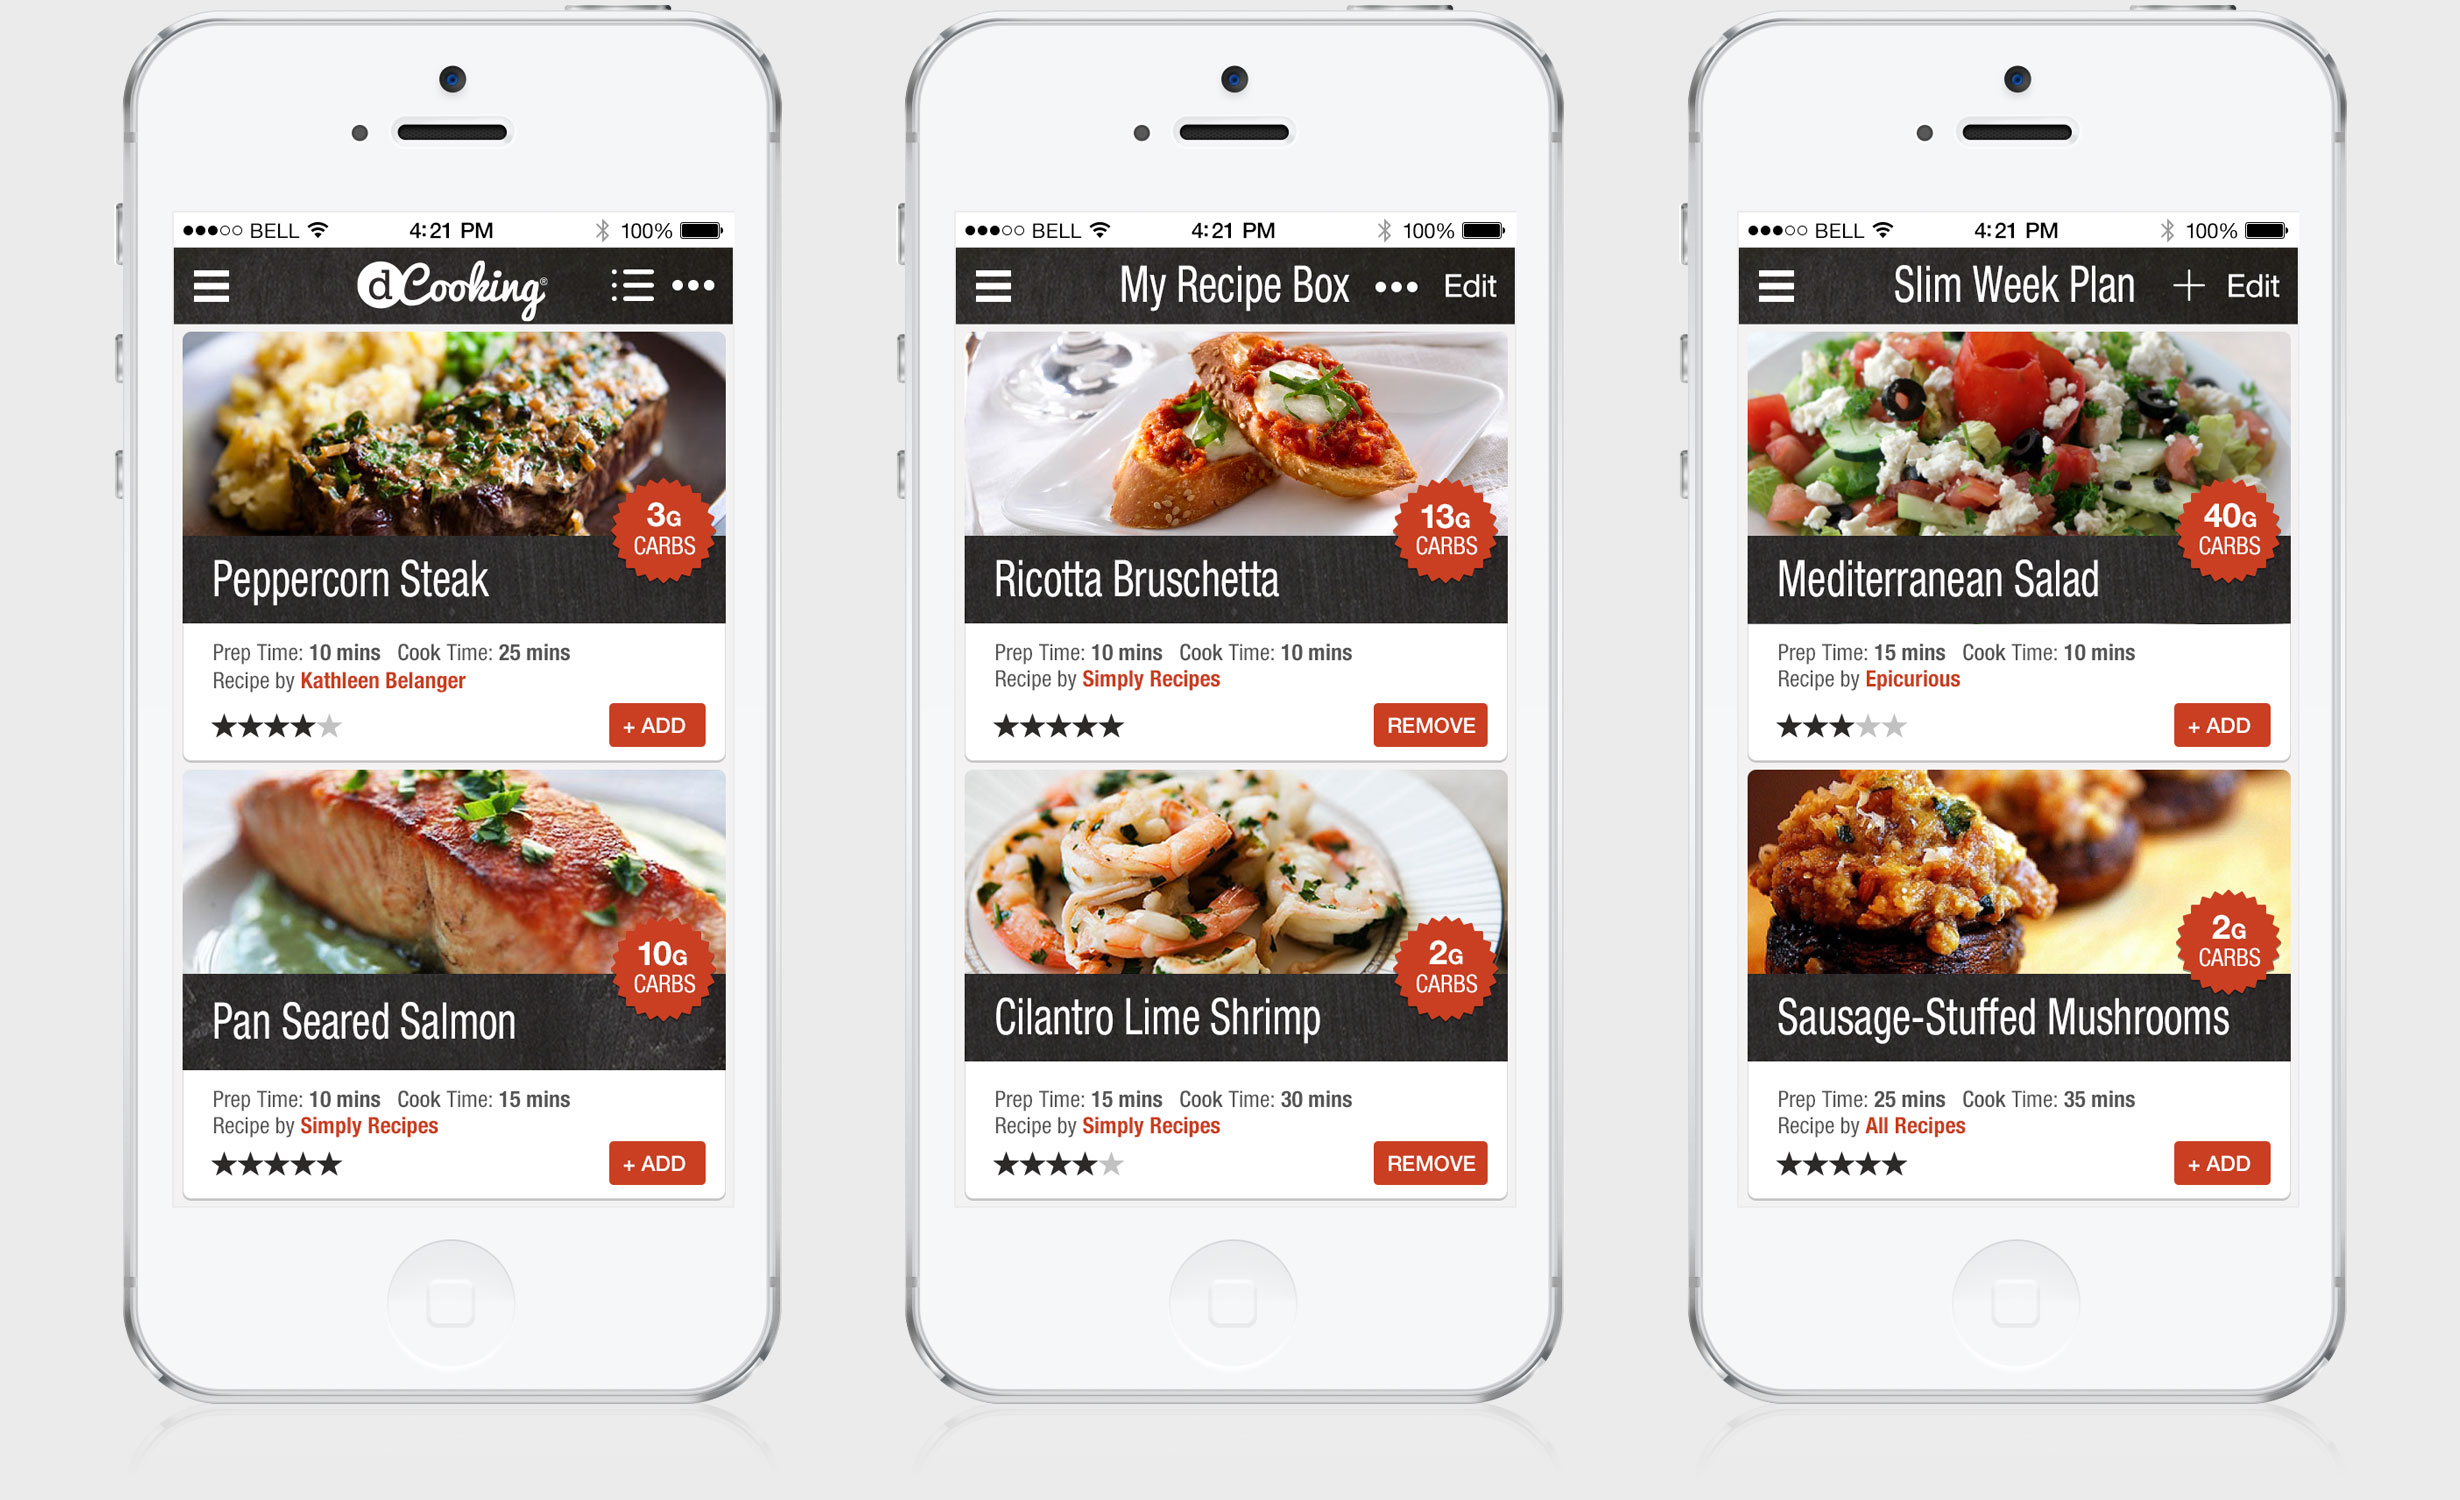 BELL 4:21 PM 100%
dCooking®
3G
CARBS
Peppercorn Steak
Prep Time: 10 mins Cook Time: 25 mins
Recipe by Kathleen Belanger
+ ADD
10G
CARBS
Pan Seared Salmon
Prep Time: 10 mins Cook Time: 15 mins
Recipe by Simply Recipes
+ ADD
BELL 4:21 PM 100%
My Recipe Box ••• Edit
13G
CARBS
Ricotta Bruschetta
Prep Time: 10 mins Cook Time: 10 mins
Recipe by Simply Recipes
REMOVE
2G
CARBS
Cilantro Lime Shrimp
Prep Time: 15 mins Cook Time: 30 mins
Recipe by Simply Recipes
REMOVE
BELL 4:21 PM 100%
Slim Week Plan + Edit
40G
CARBS
Mediterranean Salad
Prep Time: 15 mins Cook Time: 10 mins
Recipe by Epicurious
+ ADD
2G
CARBS
Sausage-Stuffed Mushrooms
Prep Time: 25 mins Cook Time: 35 mins
Recipe by All Recipes
+ ADD